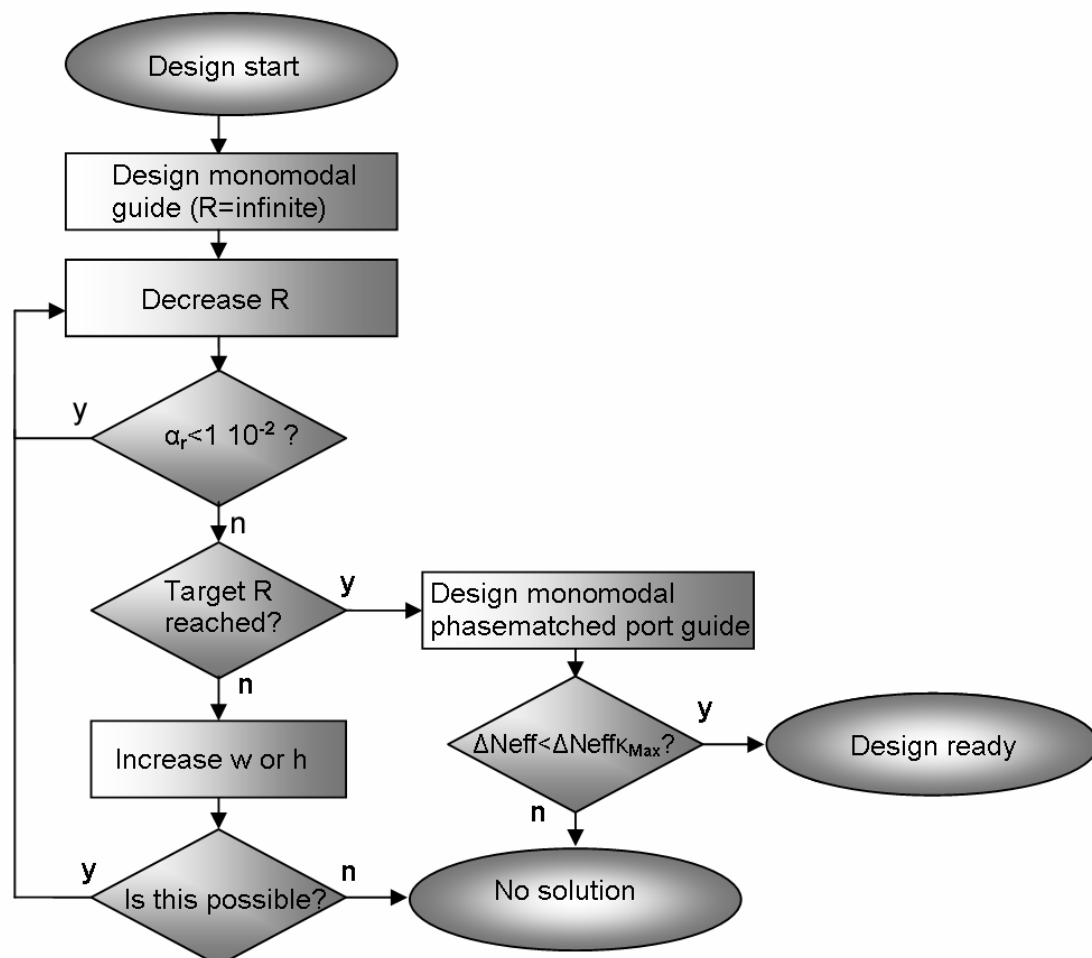 Design start
Design monomodal
guide (R=infinite)
Decrease R
y
αr<1 10⁻² ?
n
Target R
reached?
y
Design monomodal
phasematched port guide
n
Increase w or h
ΔNeff<ΔNeffκMax?
y
Design ready
n
y
Is this possible?
n
No solution